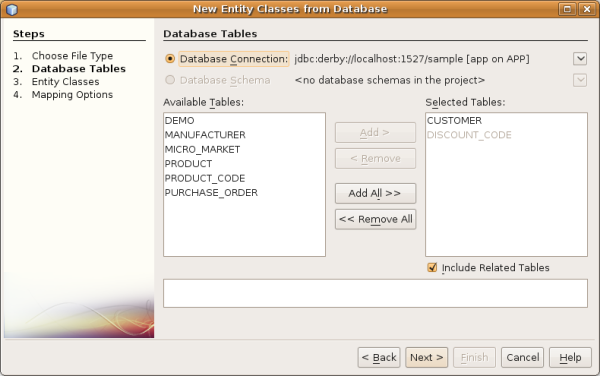 New Entity Classes from Database
Steps
1. Choose File Type
2. Database Tables
3. Entity Classes
4. Mapping Options
Database Tables
Database Connection: jdbc:derby://localhost:1527/sample [app on APP]
Database Schema <no database schemas in the project>
Available Tables:
DEMO
MANUFACTURER
MICRO_MARKET
PRODUCT
PRODUCT_CODE
PURCHASE_ORDER
Add >
< Remove
Add All >>
<< Remove All
Selected Tables:
CUSTOMER
DISCOUNT_CODE
Include Related Tables
< Back Next > Finish Cancel Help